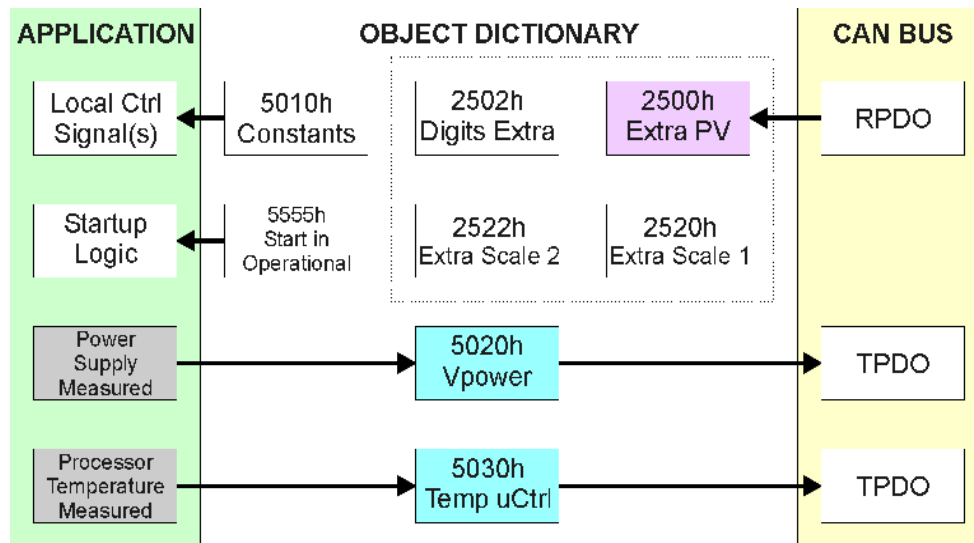 APPLICATION
OBJECT DICTIONARY
CAN BUS
Local Ctrl
Signal(s)
5010h
Constants
2502h
Digits Extra
2500h
Extra PV
RPDO
Startup
Logic
5555h
Start in
Operational
2522h
Extra Scale 2
2520h
Extra Scale 1
Power
Supply
Measured
5020h
Vpower
TPDO
Processor
Temperature
Measured
5030h
Temp uCtrl
TPDO